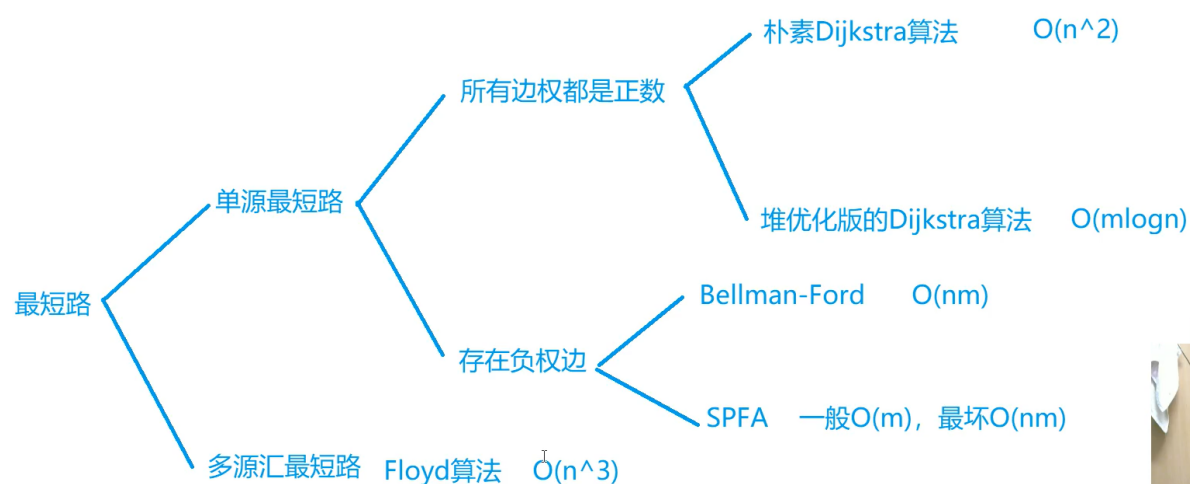 朴素Dijkstra算法 O(n^2)
所有边权都是正数
单源最短路
堆优化版的Dijkstra算法 O(mlogn)
最短路
Bellman-Ford O(nm)
存在负权边
SPFA 一般O(m)，最坏O(nm)
多源汇最短路 Floyd算法 O(n^3)